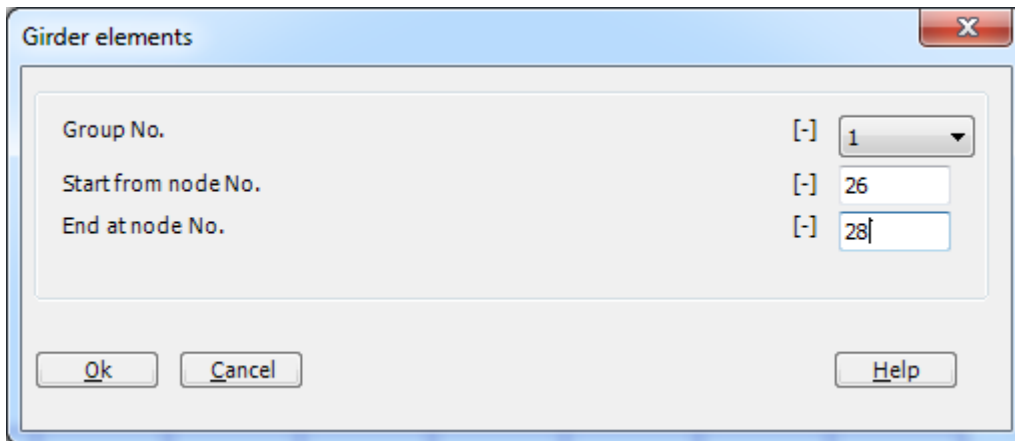 Girder elements
Group No. [-] 1
Start from node No. [-] 26
End at node No. [-] 28
Ok Cancel Help